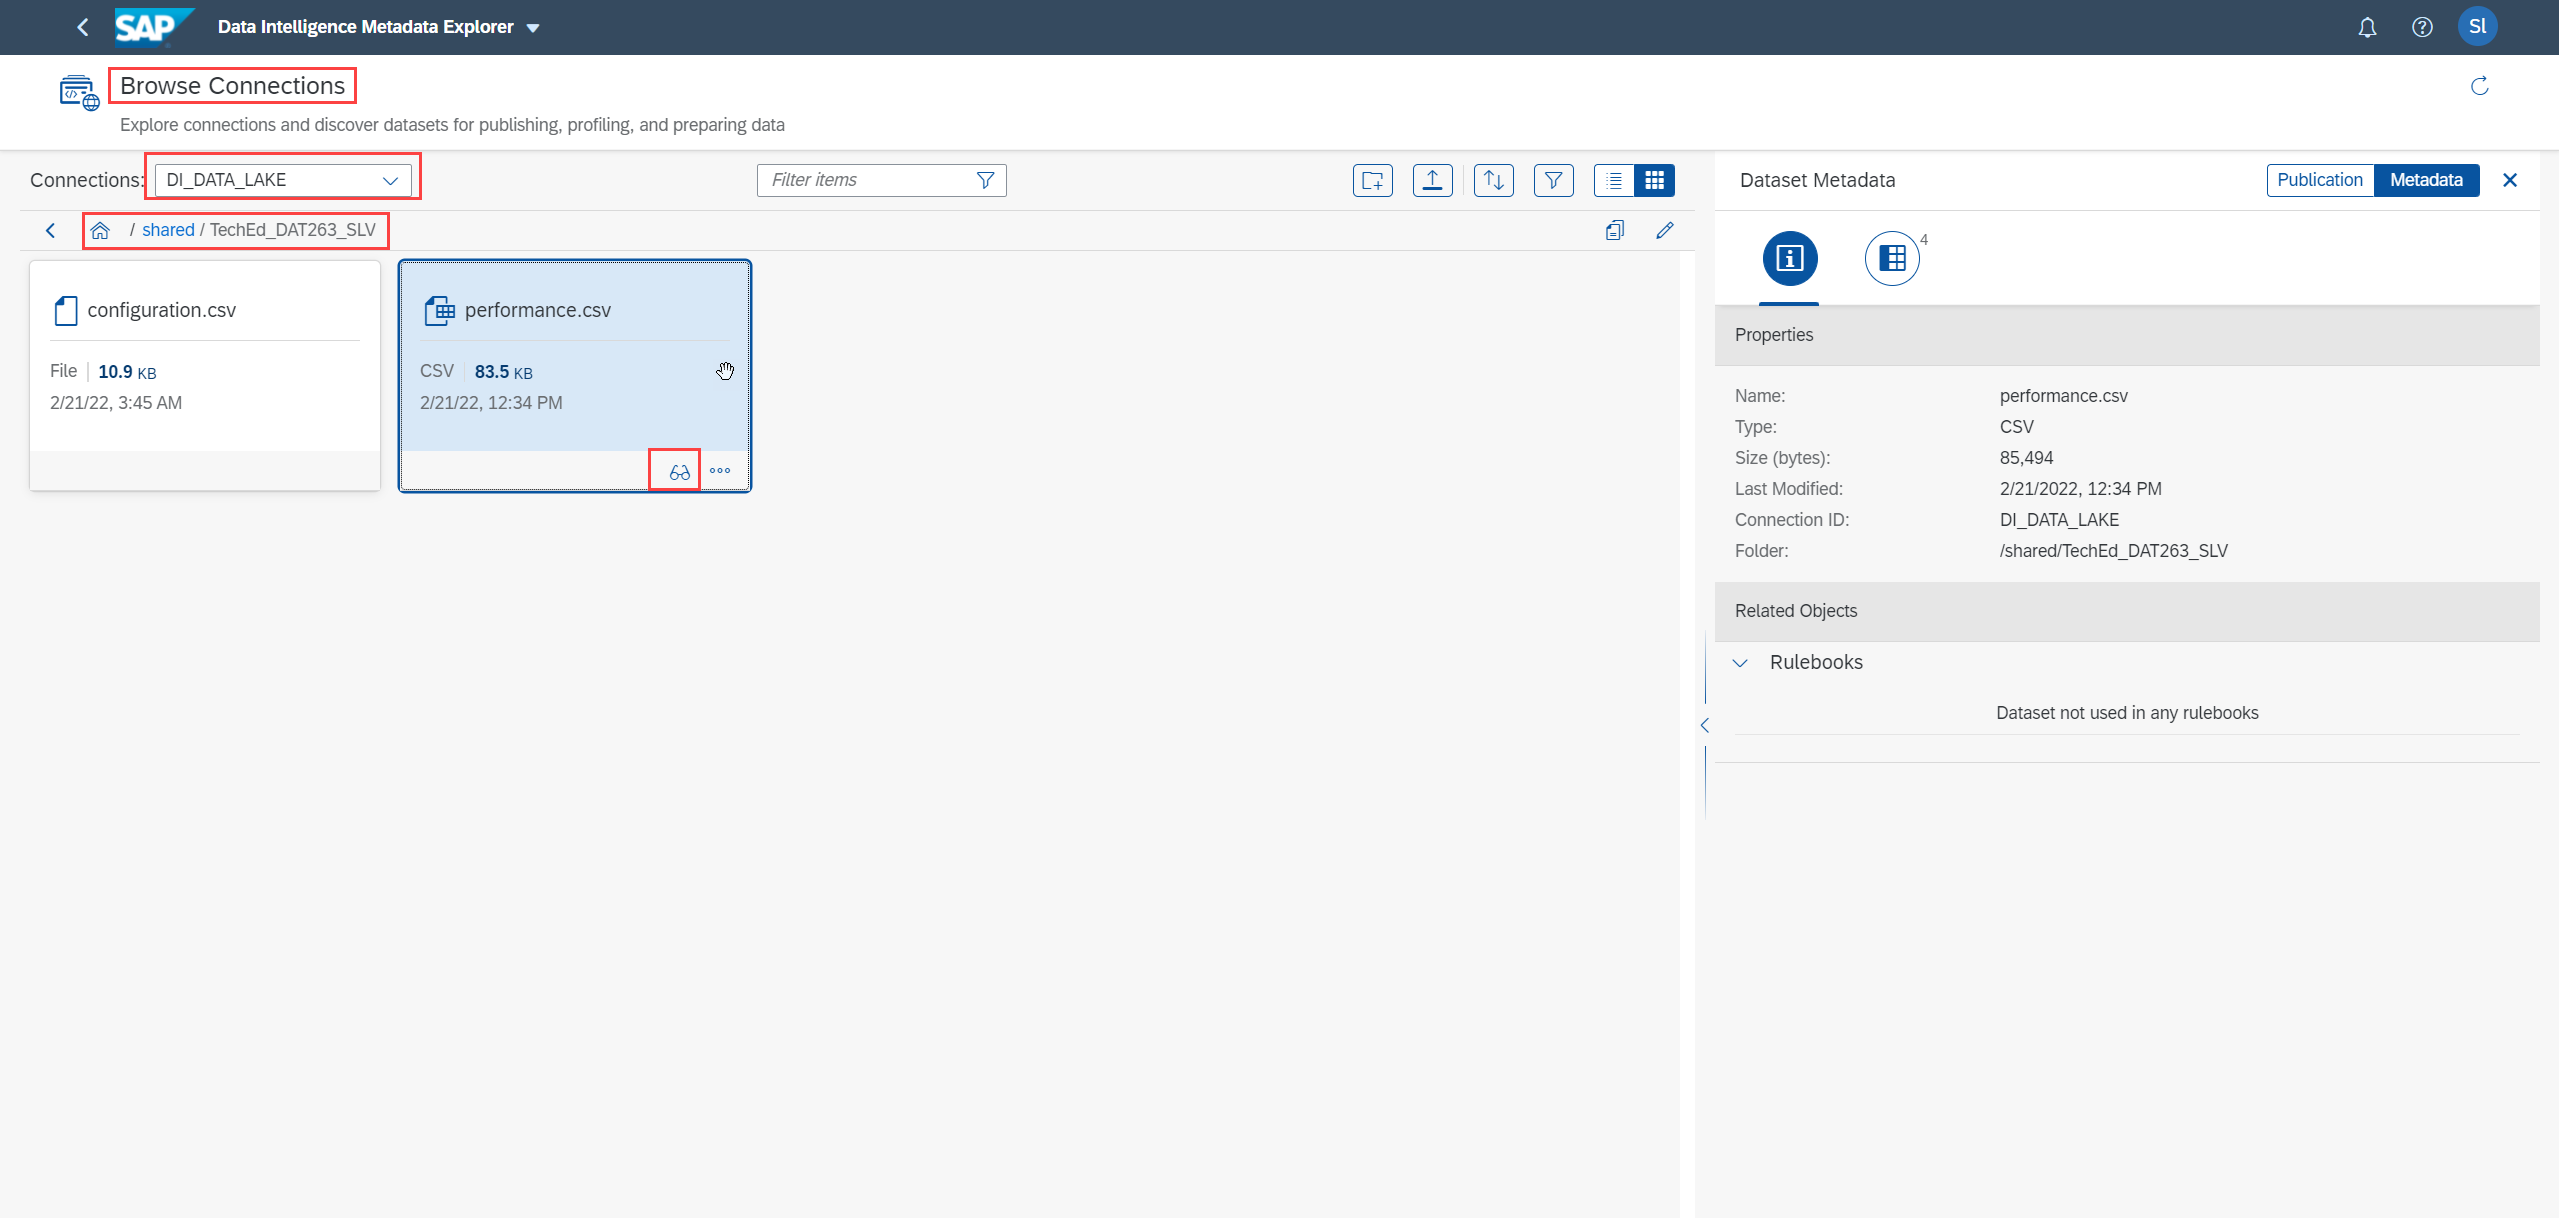 SAP Data Intelligence Metadata Explorer SI
Browse Connections
Explore connections and discover datasets for publishing, profiling, and preparing data
Connections: DI_DATA_LAKE Filter items
/ shared / TechEd_DAT263_SLV
configuration.csv
File 10.9 KB
2/21/22, 3:45 AM
performance.csv
CSV 83.5 KB
2/21/22, 12:34 PM
Dataset Metadata Publication Metadata
4
Properties
Name: performance.csv
Type: CSV
Size (bytes): 85,494
Last Modified: 2/21/2022, 12:34 PM
Connection ID: DI_DATA_LAKE
Folder: /shared/TechEd_DAT263_SLV
Related Objects
Rulebooks
Dataset not used in any rulebooks